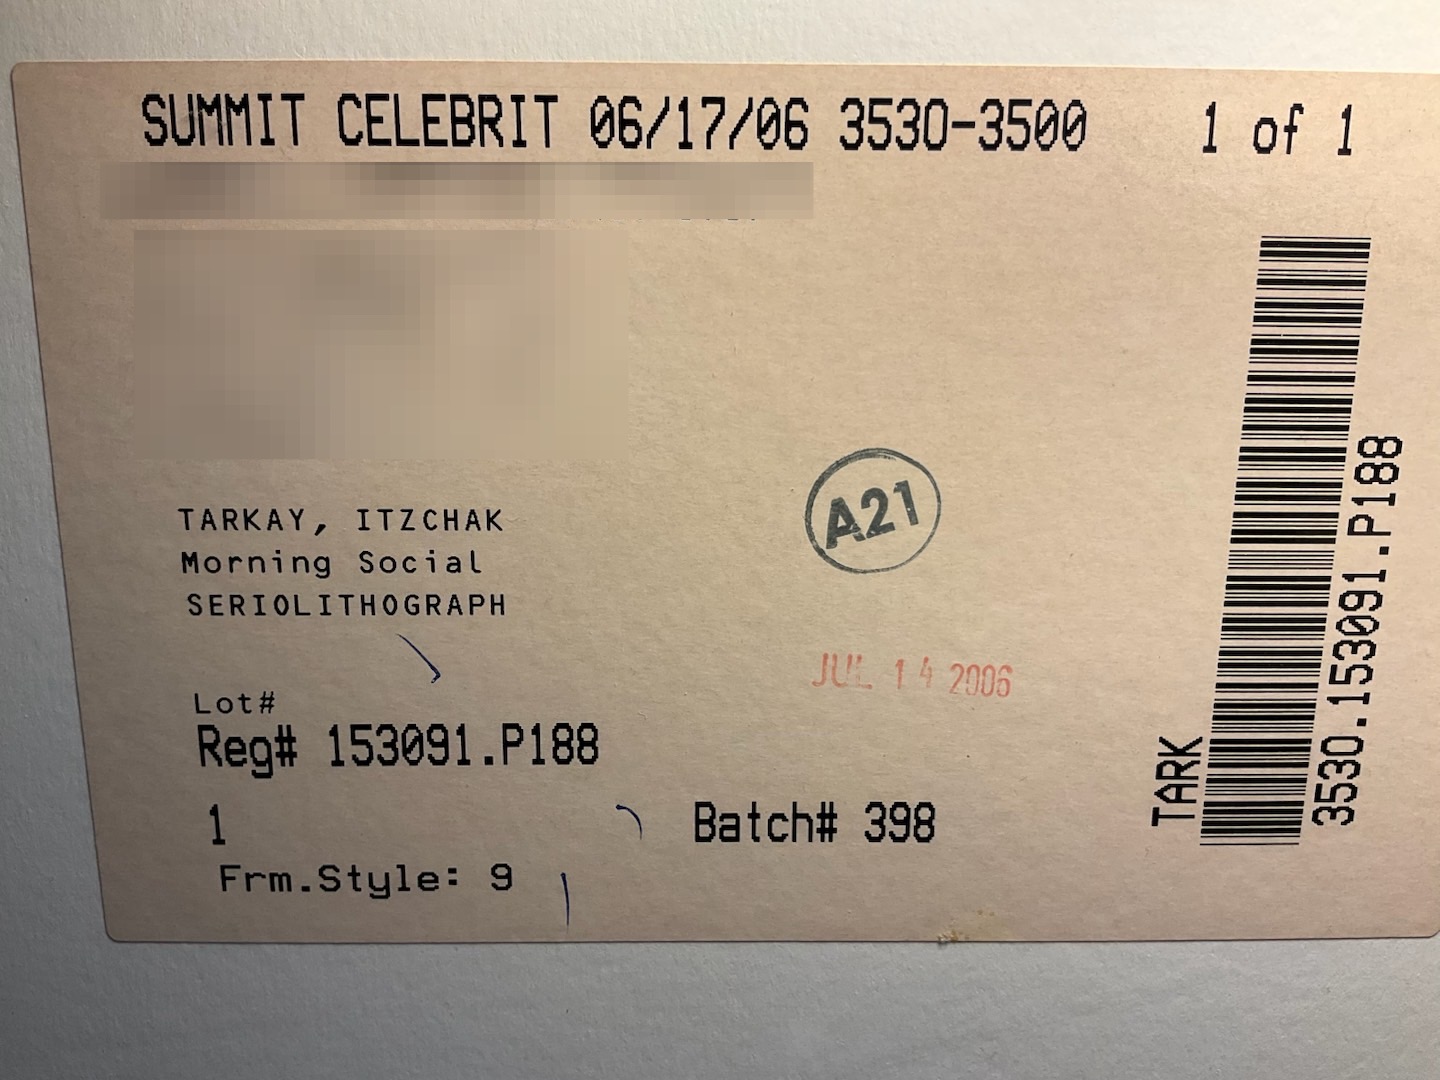 SUMMIT CELEBRIT 06/17/06 3530-3500 1 of 1
TARKAY, ITZCHAK
Morning Social
SERIOLITHOGRAPH
A21
JUL 14 2006
Lot#
Reg# 153091.P188
1
Batch# 398
Frm.Style: 9
TARK
3530.153091.P188